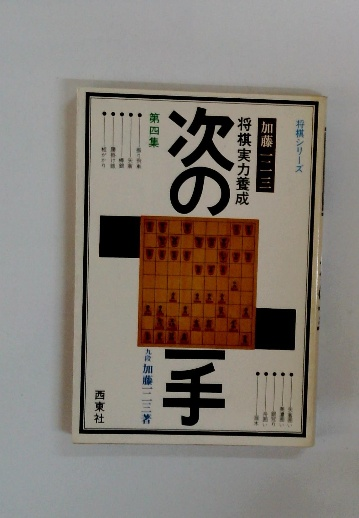 将棋シリーズ
加藤一二三
将棋実力養成
次の一手
第四集
九段 加藤一二三著
西東社